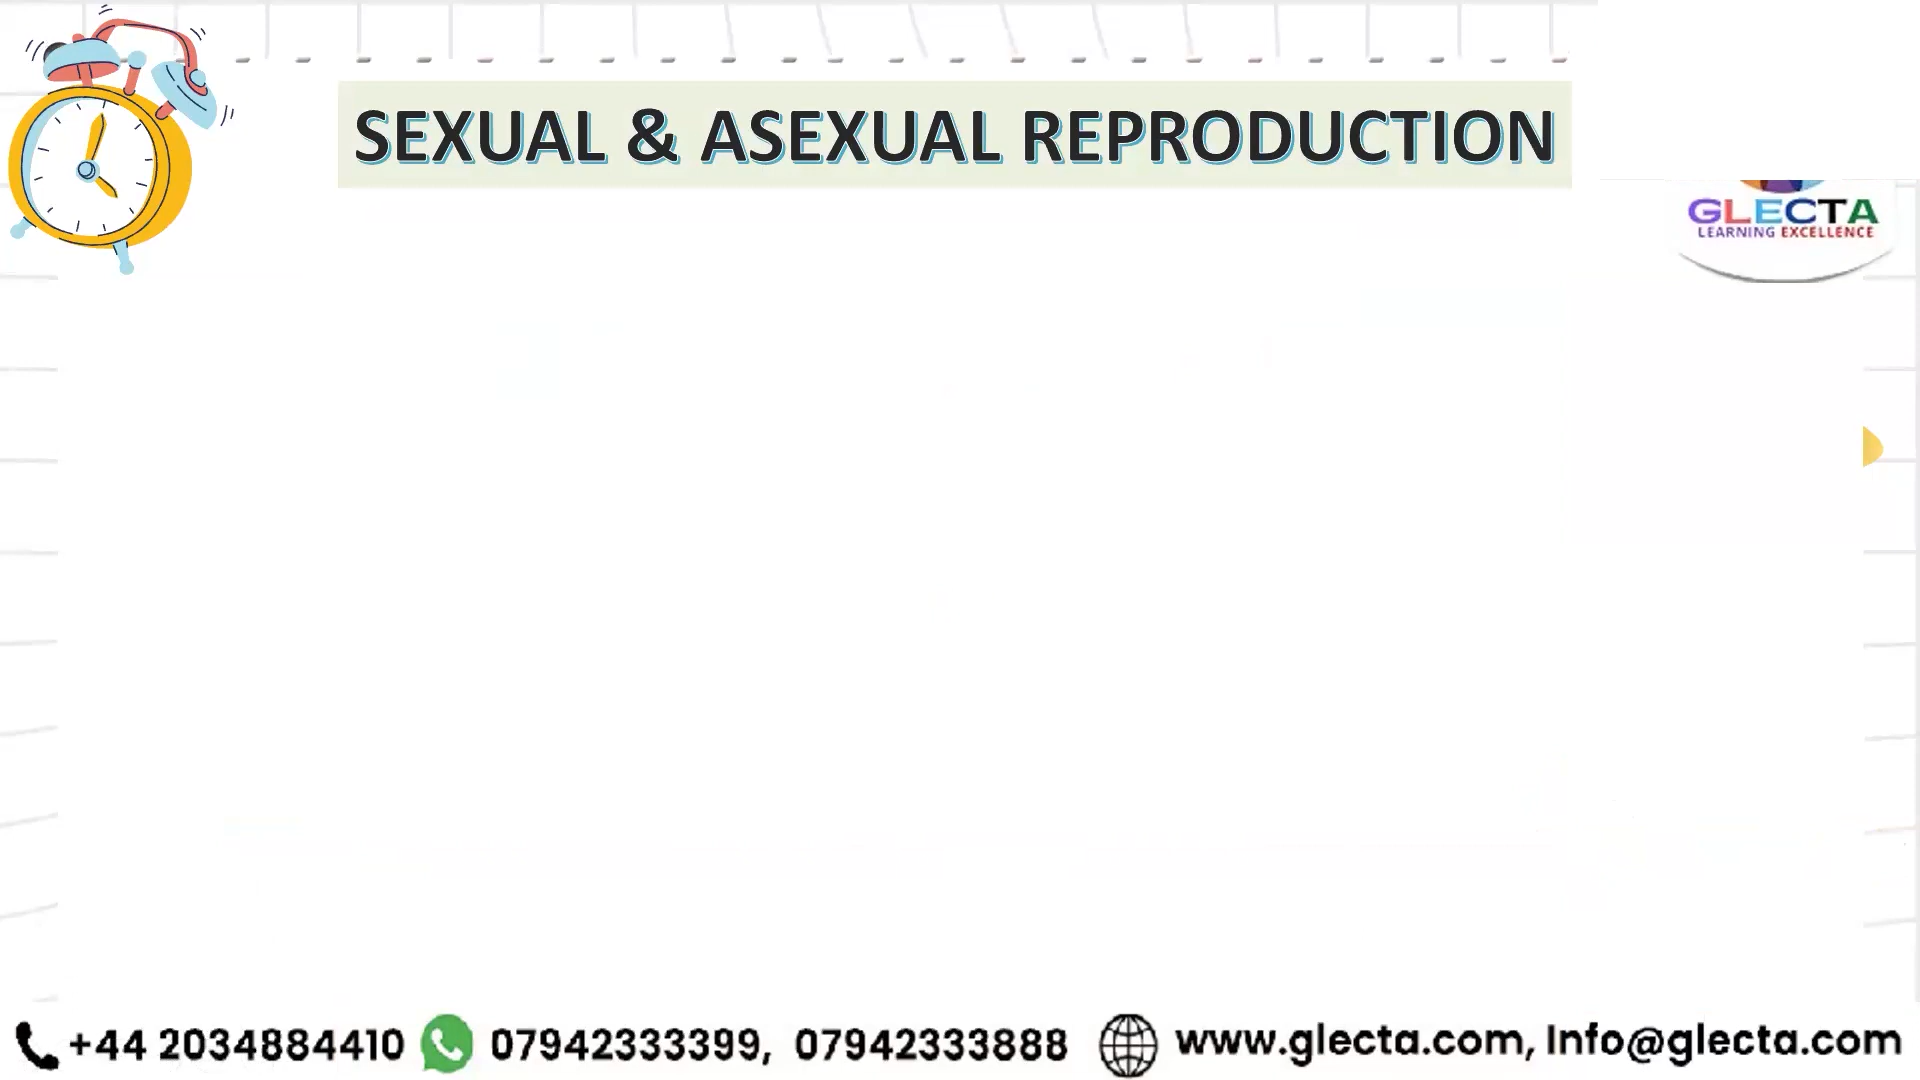 SEXUAL & ASEXUAL REPRODUCTION
GLECTA
LEARNING EXCELLENCE
+44 2034884410 07942333399, 07942333888 www.glecta.com, Info@glecta.com